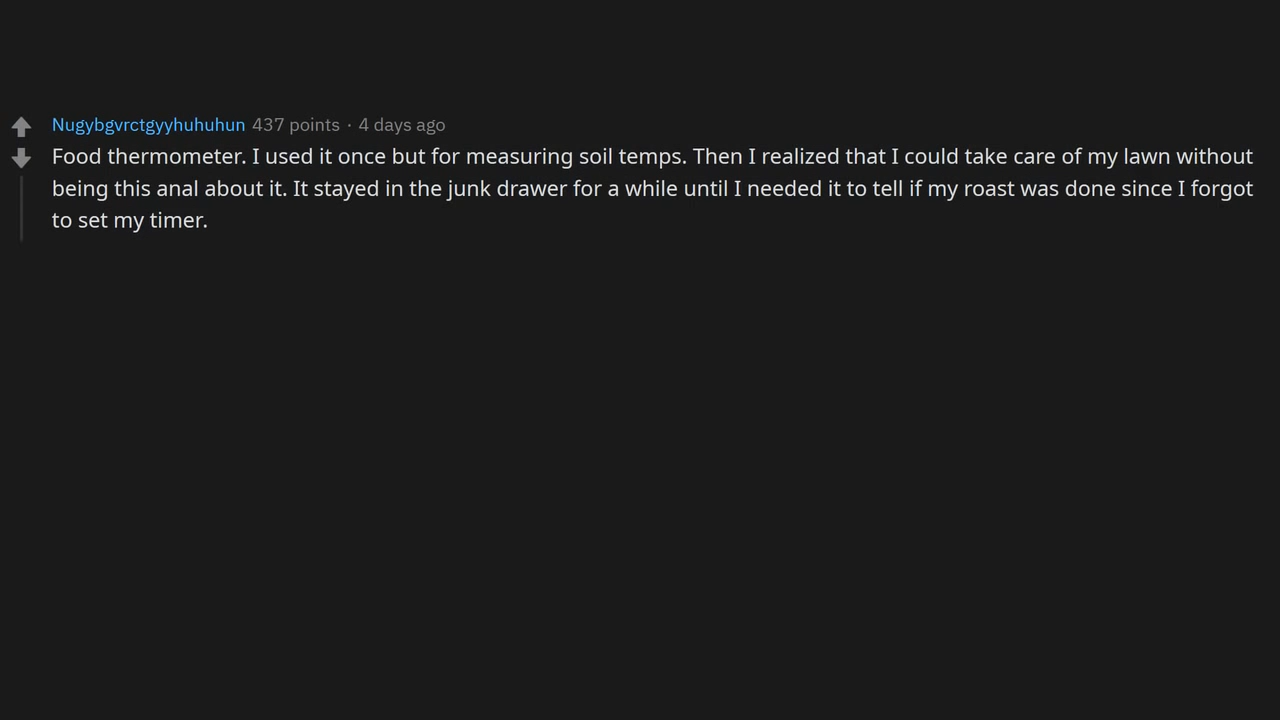 Nugybgvrctgyyhuhuhun 437 points · 4 days ago
Food thermometer. I used it once but for measuring soil temps. Then I realized that I could take care of my lawn without
being this anal about it. It stayed in the junk drawer for a while until I needed it to tell if my roast was done since I forgot
to set my timer.